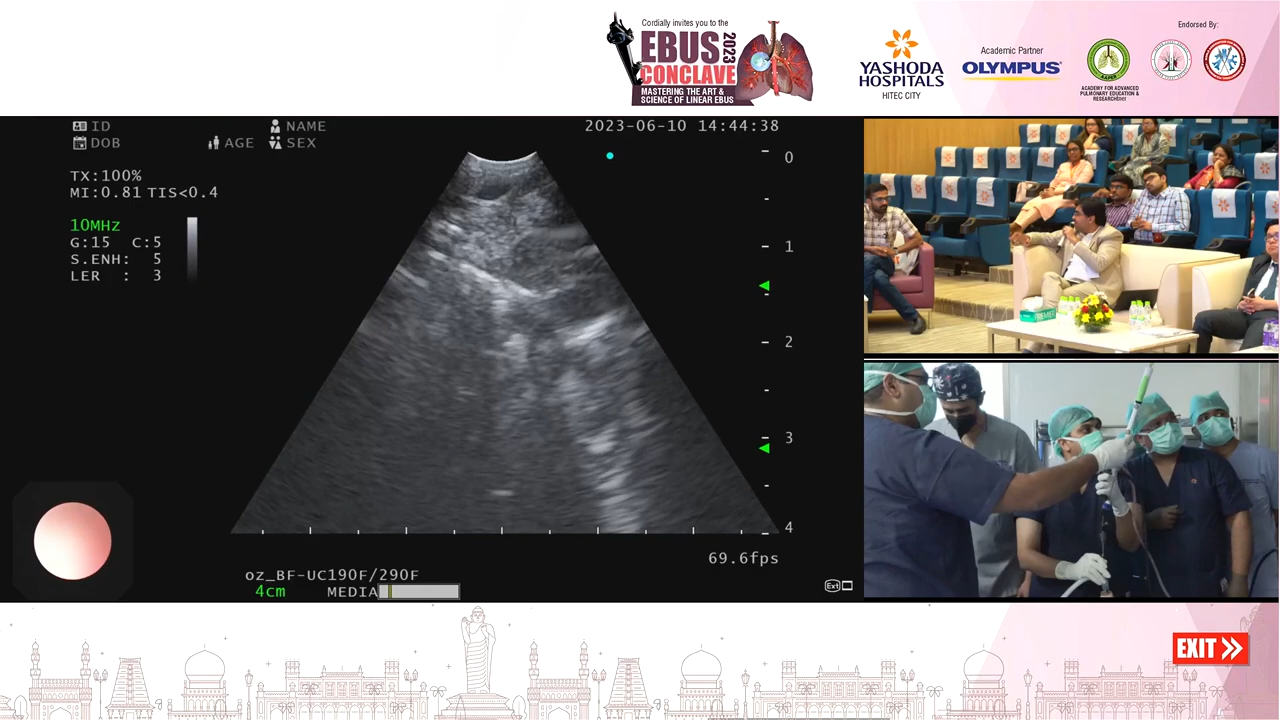 Cordially invites you to the
EBUS 2023
CONCLAVE
MASTERING THE ART &
SCIENCE OF LINEAR EBUS
YASHODA
HOSPITALS
HITEC CITY
Academic Partner
OLYMPUS
Endorsed By:
ACADEMY FOR ADVANCED
PULMONARY EDUCATION &
ID
NAME
DOB
AGE
SEX
2023-06-10 14:44:38
TX:100%
MI:0.81 TIS<0.4
10MHz
G:15 C:5
S.ENH: 5
LER : 3
0
1
2
3
4
69.6fps
oz_BF-UC190F/290F
4cm MEDIA
Ext
PREMIER
EXIT